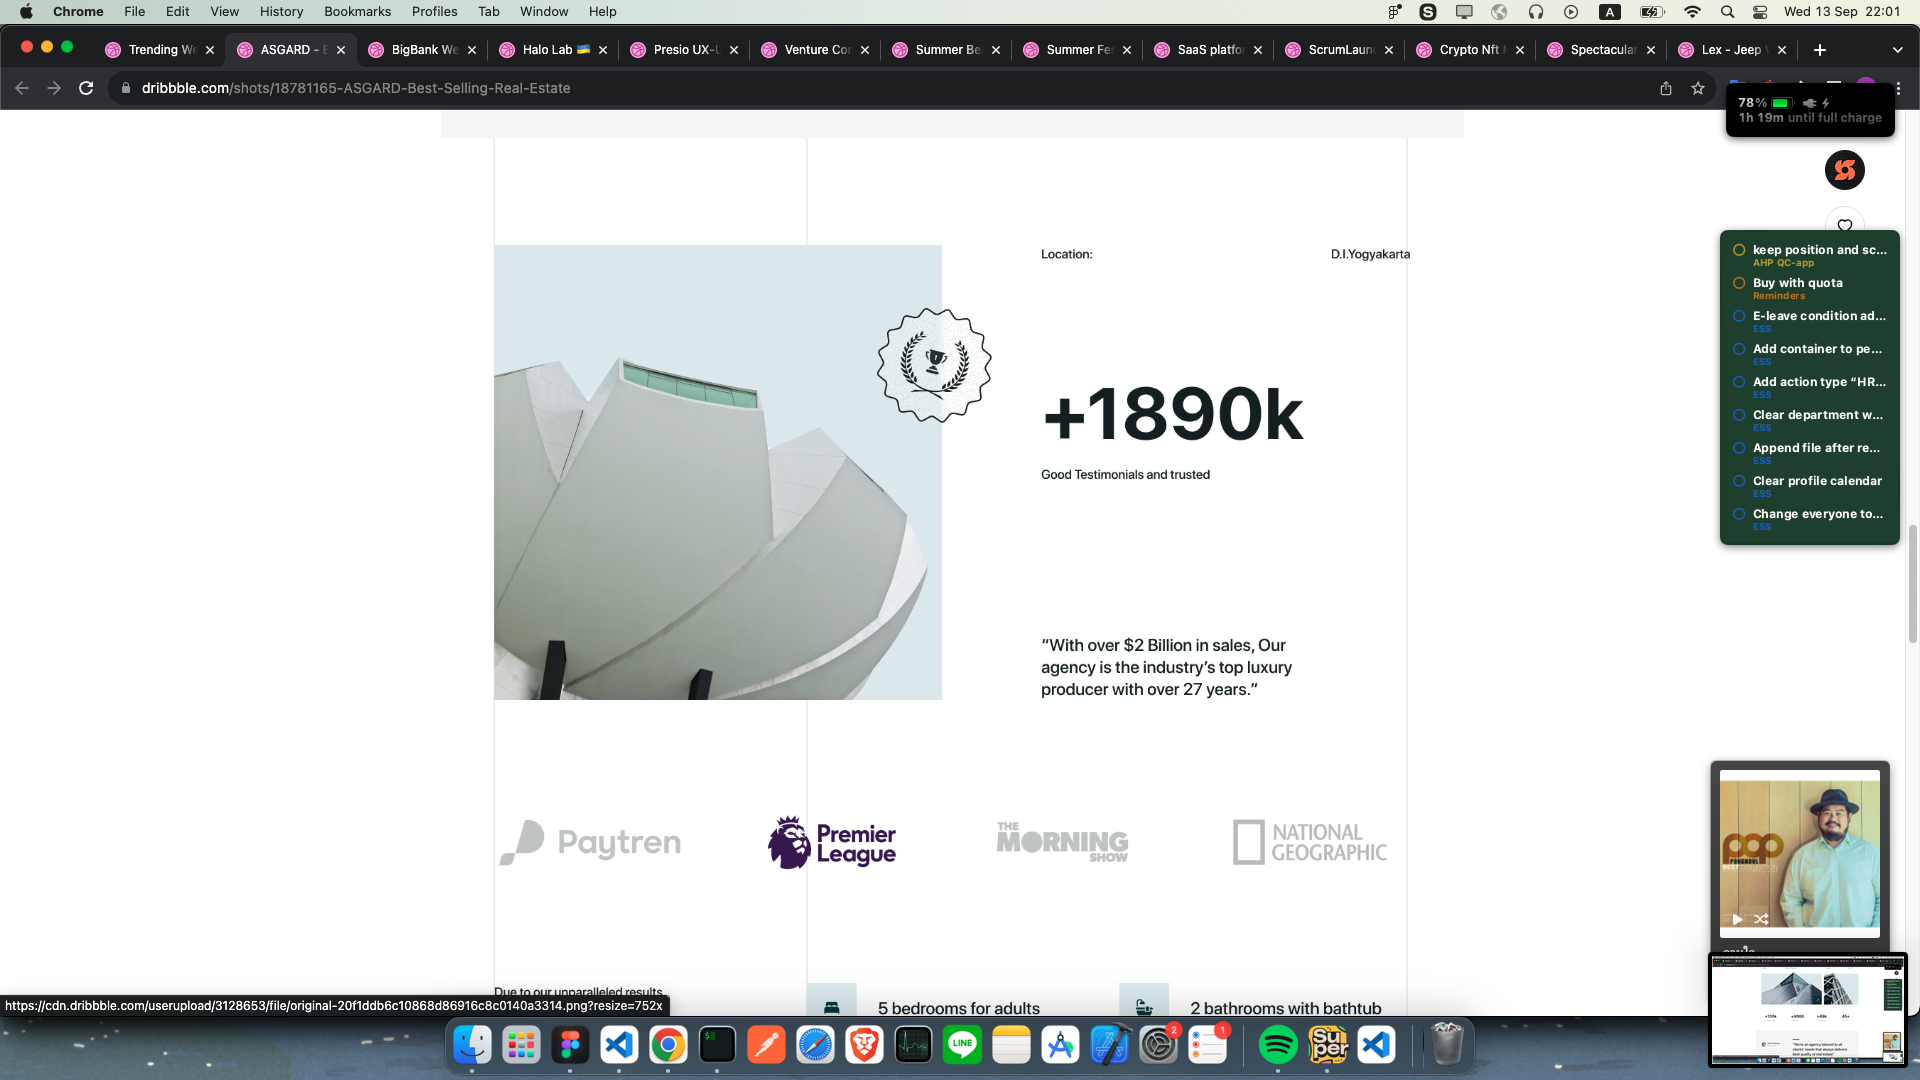 Chrome File Edit View History Bookmarks Profiles Tab Window Help
A
Wed 13 Sep 22:01
Trending We
ASGARD - B
BigBank We
Halo Lab
Presio UX-U
Venture Cor
Summer Be
Summer Fes
SaaS platfo
ScrumLaun
Crypto Nft M
Spectacular
Lex - Jeep
dribbble.com/shots/18781165-ASGARD-Best-Selling-Real-Estate
78%
1h 19m until full charge
Location:
D.I.Yogyakarta
+1890k
Good Testimonials and trusted
“With over $2 Billion in sales, Our
agency is the industry’s top luxury
producer with over 27 years.”
Paytren
Premier
League
THE
MORNING
SHOW
NATIONAL
GEOGRAPHIC
Due to our unparalleled results
5 bedrooms for adults
2 bathrooms with bathtub
https://cdn.dribbble.com/userupload/3128653/file/original-20f1ddb6c10868d86916c8c0140a3314.png?resize=752x
keep position and sc...
AHP QC-app
Buy with quota
Reminders
E-leave condition ad...
ESS
Add container to pe...
ESS
Add action type “HR...
ESS
Clear department w...
ESS
Append file after re...
ESS
Clear profile calendar
ESS
Change everyone to...
ESS
pop
PONGKOOL
LINE
2
1
Super